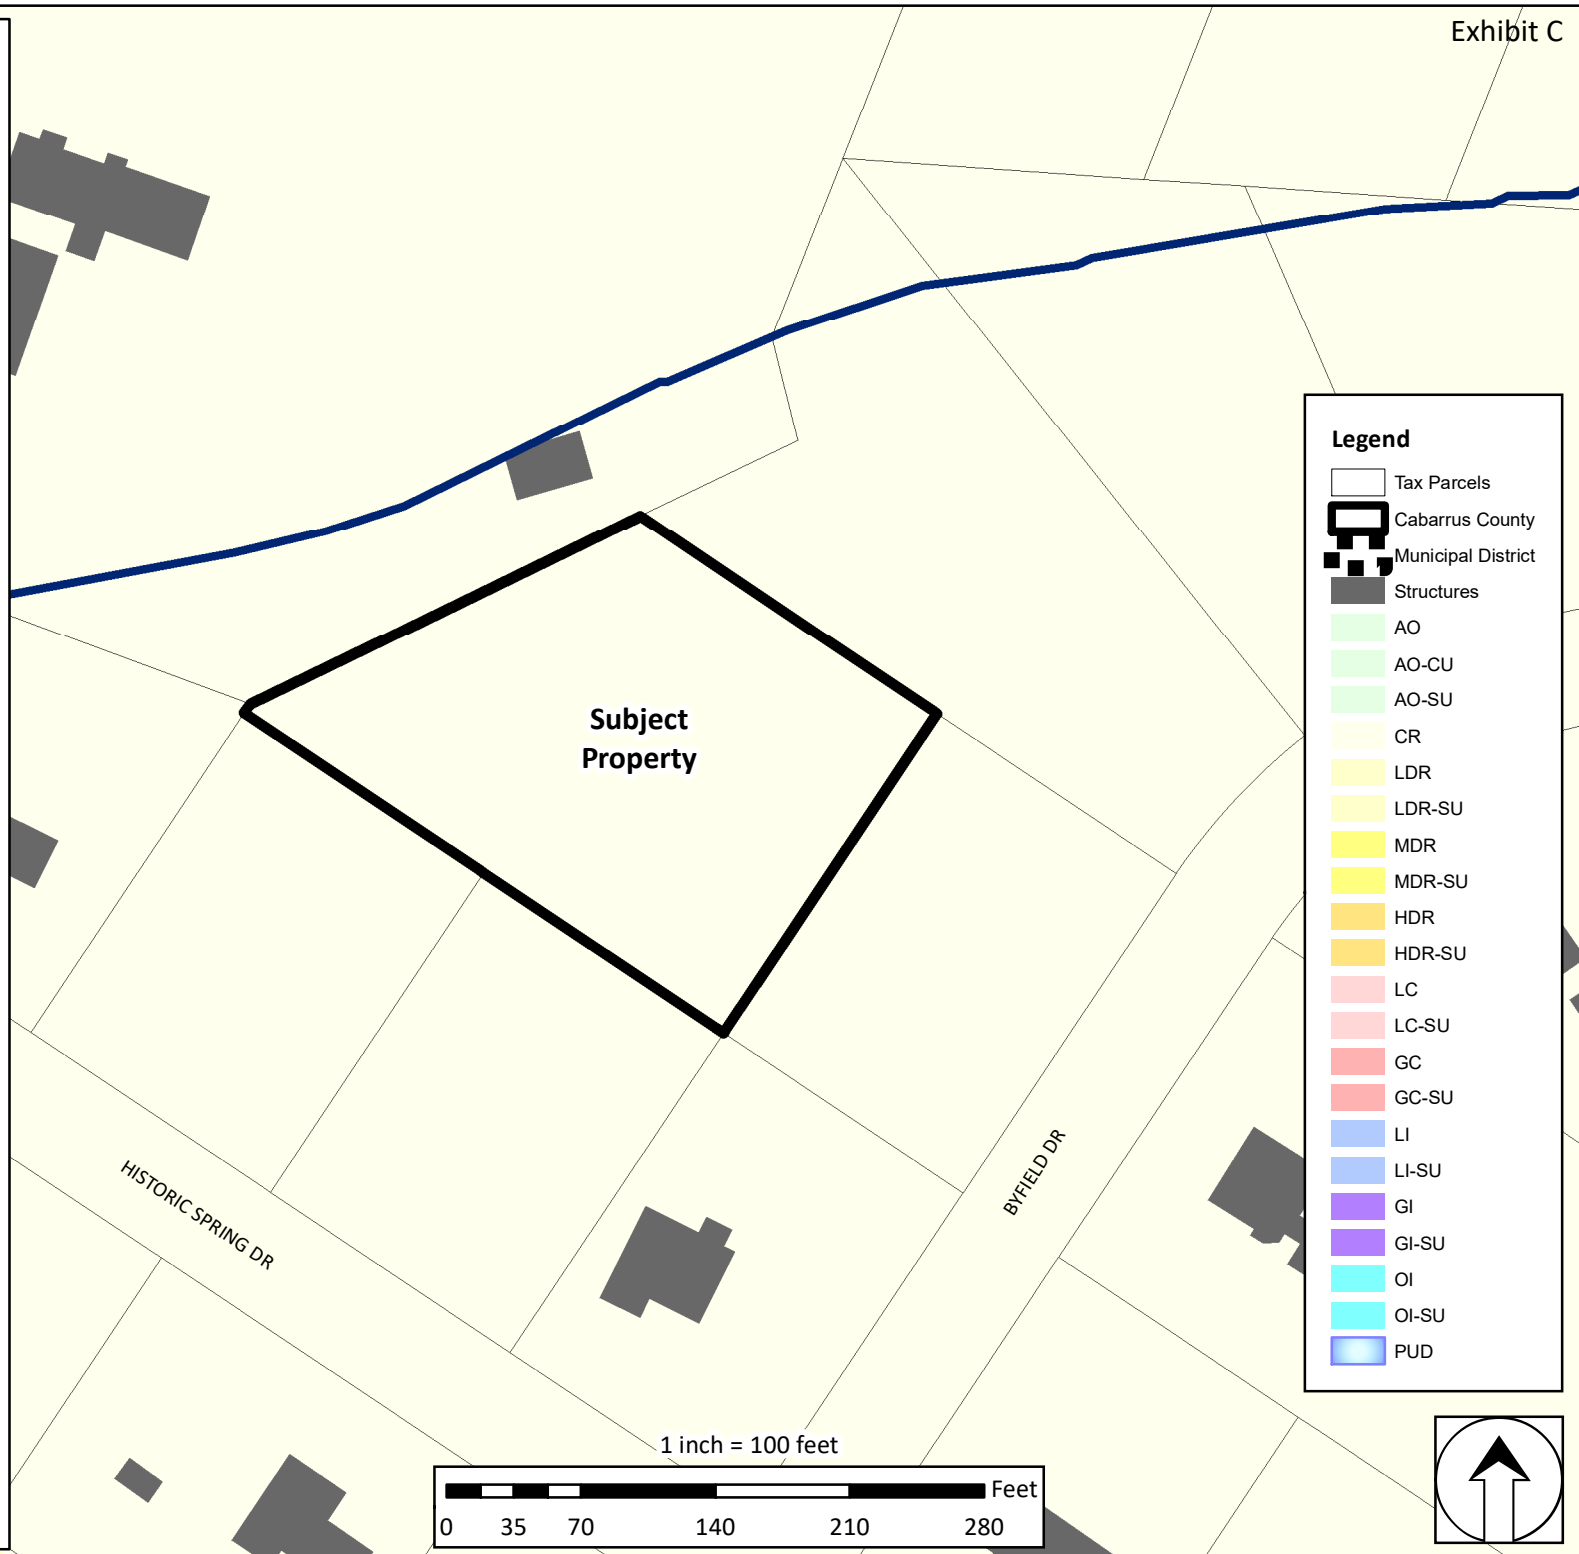 Exhibit C
Legend
Tax Parcels
Cabarrus County
Municipal District
Structures
AO
AO-CU
AO-SU
CR
LDR
LDR-SU
MDR
MDR-SU
HDR
HDR-SU
LC
LC-SU
GC
GC-SU
LI
LI-SU
GI
GI-SU
OI
OI-SU
PUD
Subject
Property
HISTORIC SPRING DR
BYFIELD DR
1 inch = 100 feet
Feet
0 35 70 140 210 280